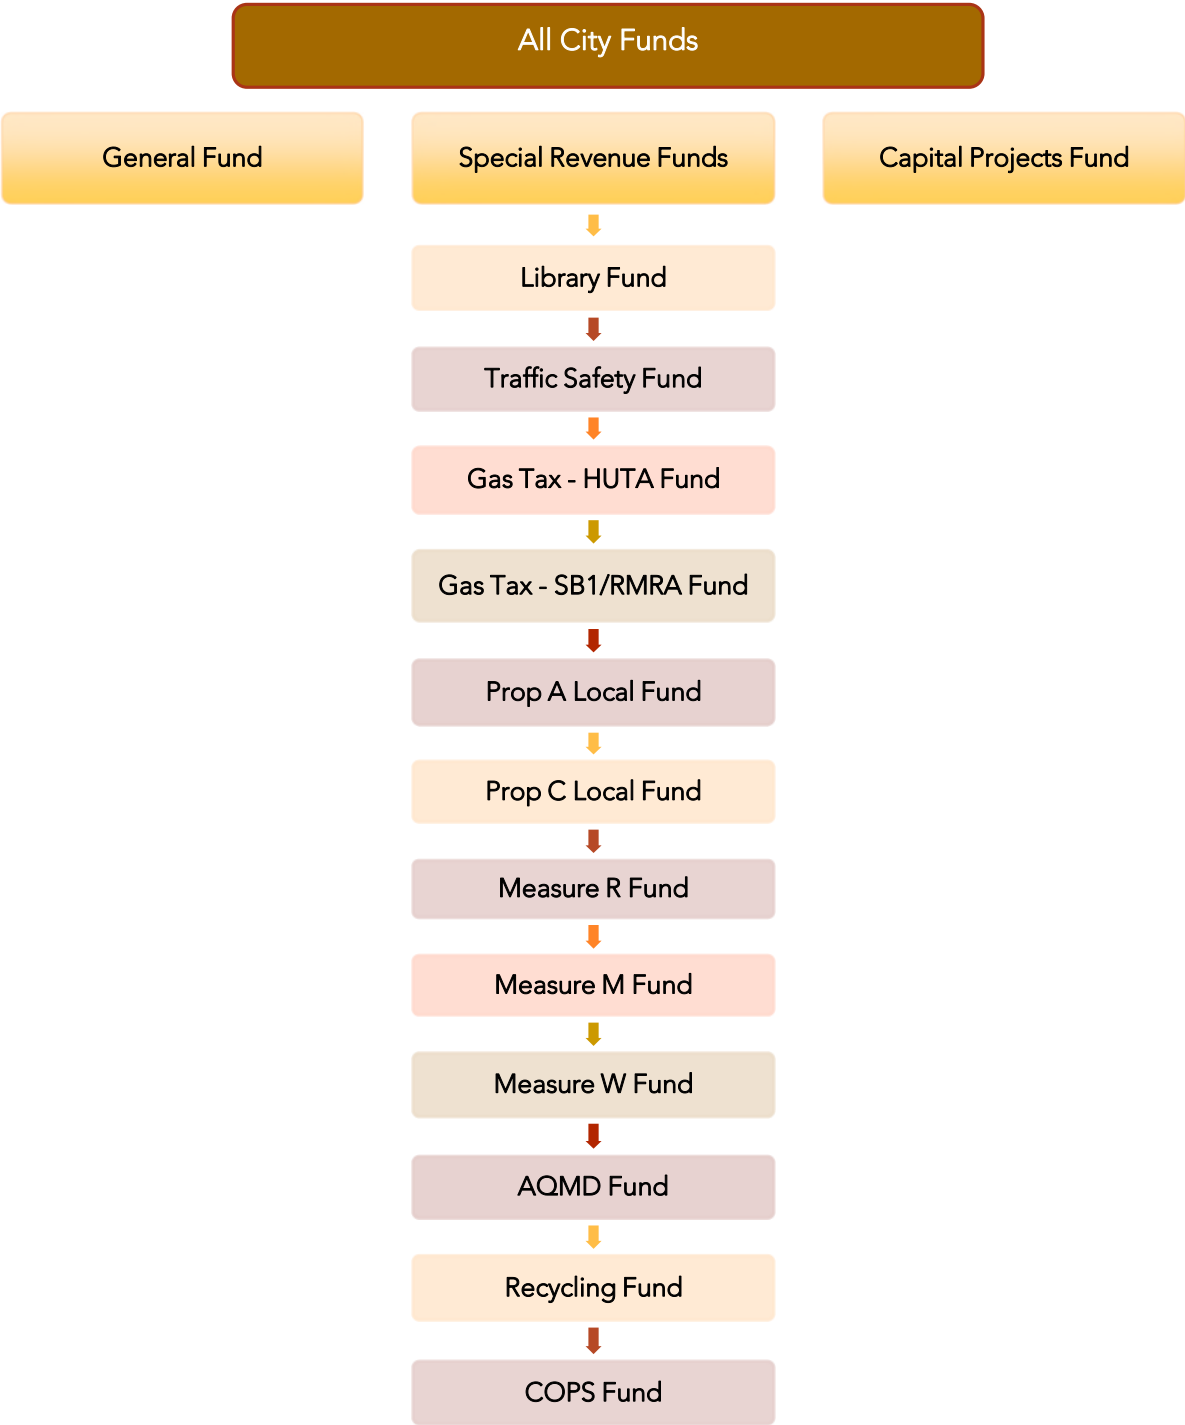 All City Funds
General Fund
Special Revenue Funds
Capital Projects Fund
Library Fund
Traffic Safety Fund
Gas Tax - HUTA Fund
Gas Tax - SB1/RMRA Fund
Prop A Local Fund
Prop C Local Fund
Measure R Fund
Measure M Fund
Measure W Fund
AQMD Fund
Recycling Fund
COPS Fund